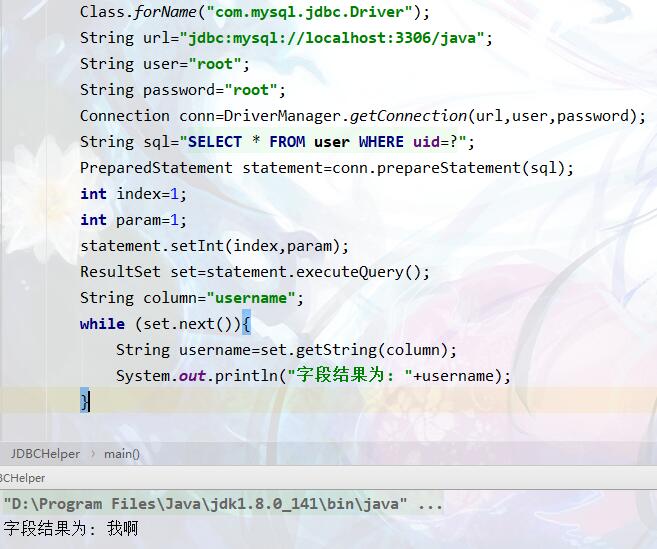 Class.forName("com.mysql.jdbc.Driver");
String url="jdbc:mysql://localhost:3306/java";
String user="root";
String password="root";
Connection conn=DriverManager.getConnection(url,user,password);
String sql="SELECT * FROM user WHERE uid=?";
PreparedStatement statement=conn.prepareStatement(sql);
int index=1;
int param=1;
statement.setInt(index,param);
ResultSet set=statement.executeQuery();
String column="username";
while (set.next()){
String username=set.getString(column);
System.out.println("字段结果为: "+username);
}
JDBCHelper › main()
BCHelper
"D:\Program Files\Java\jdk1.8.0_141\bin\java" ...
字段结果为: 我啊